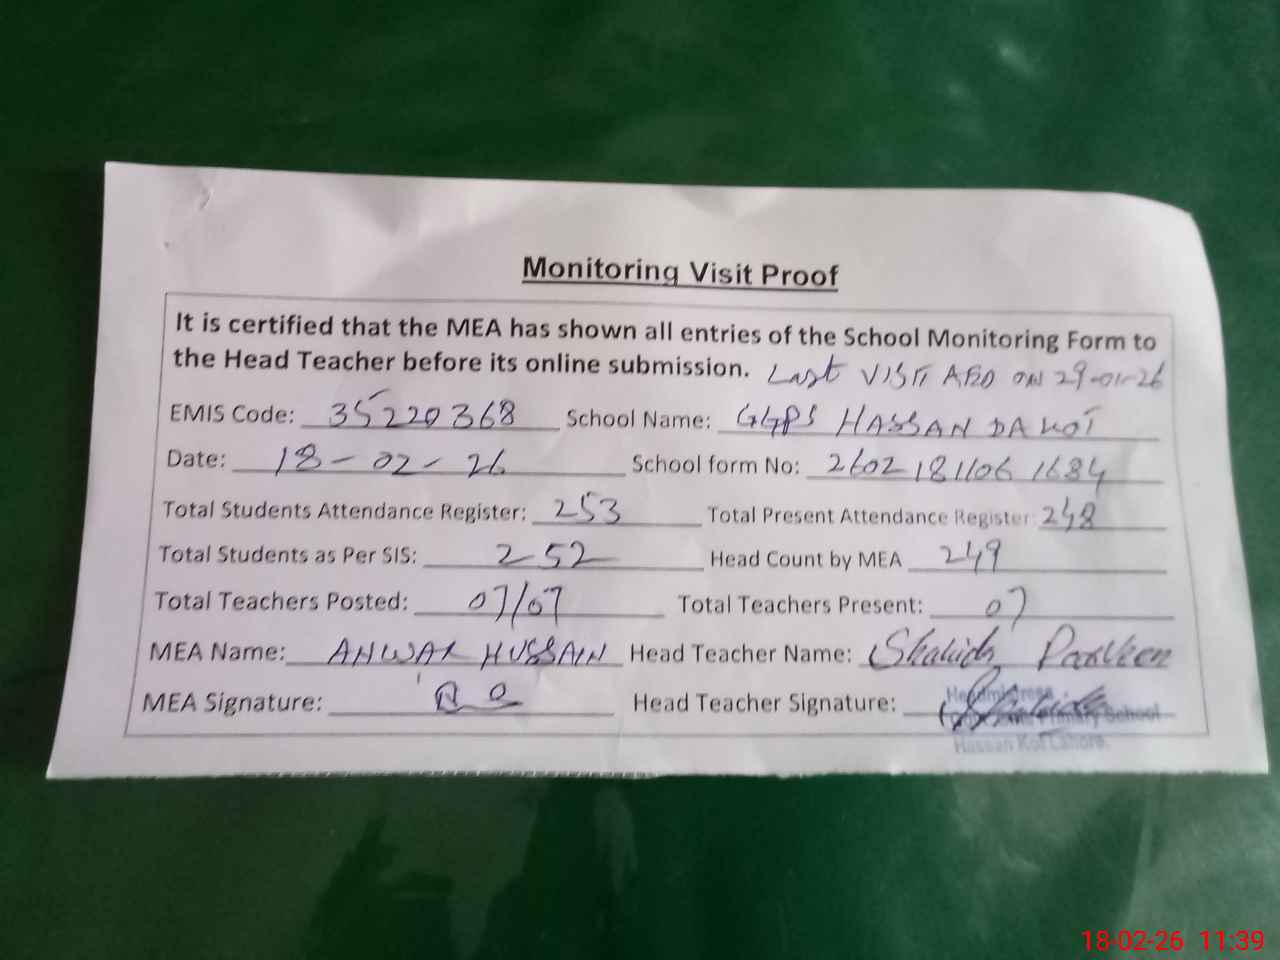 Monitoring Visit Proof
It is certified that the MEA has shown all entries of the School Monitoring Form to
the Head Teacher before its online submission. Last VISIT AEO ON 29-01-26
EMIS Code: 35220368 School Name: GGPS HASSAN DA KOT
Date: 18-02-26 School form No: 2602181106 1684
Total Students Attendance Register: 253 Total Present Attendance Register: 248
Total Students as Per SIS: 252 Head Count by MEA 249
Total Teachers Posted: 07/07 Total Teachers Present: 07
MEA Name: ANWAR HUSSAIN Head Teacher Name: Shahida Parveen
MEA Signature: Head Teacher Signature:
Headmistress
Primary School
Hassan Kot Lahore.
18-02-26 11:39